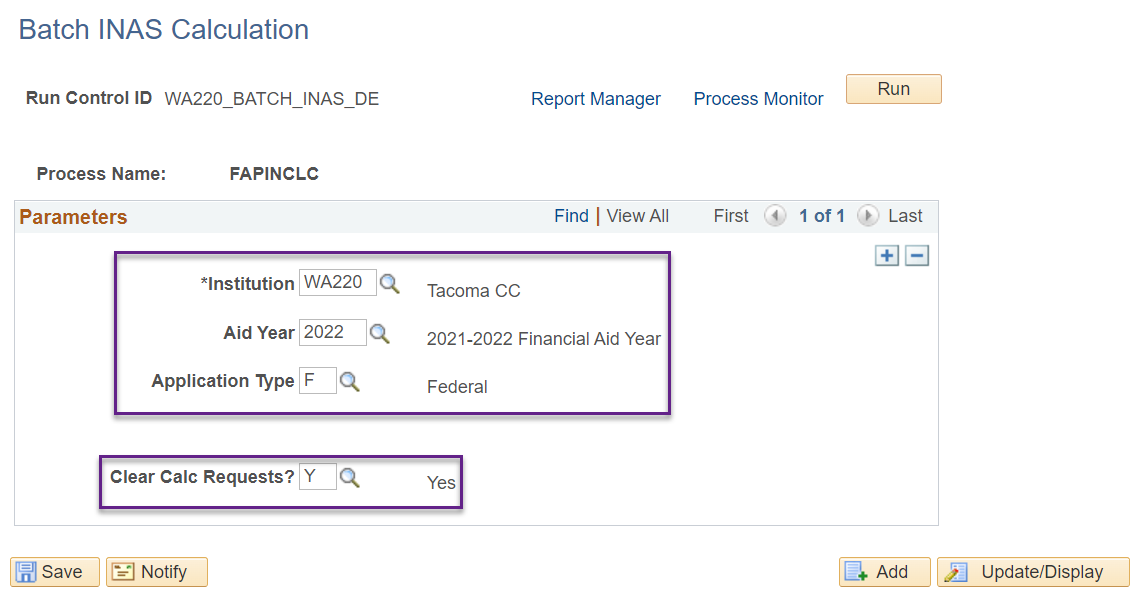 Batch INAS Calculation
Run Control ID WA220_BATCH_INAS_DE Report Manager Process Monitor Run
Process Name: FAPINCLC
Parameters Find | View All First 1 of 1 Last
*Institution WA220 Tacoma CC
Aid Year 2022 2021-2022 Financial Aid Year
Application Type F Federal
Clear Calc Requests? Y Yes
Save Notify Add Update/Display